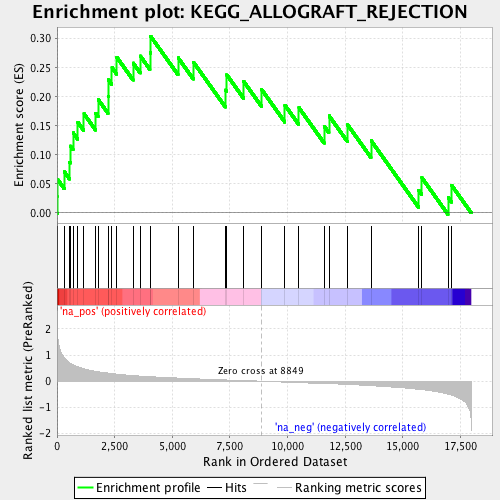 Enrichment plot: KEGG_ALLOGRAFT_REJECTION
Enrichment score (ES)
0.30
0.25
0.20
0.15
0.10
0.05
0.00
'na_pos' (positively correlated)
Ranked list metric (PreRanked)
2
1
0
-1
-2
Zero cross at 8849
'na_neg' (negatively correlated)
0
2,500
5,000
7,500
10,000
12,500
15,000
17,500
Rank in Ordered Dataset
Enrichment profile
Hits
Ranking metric scores